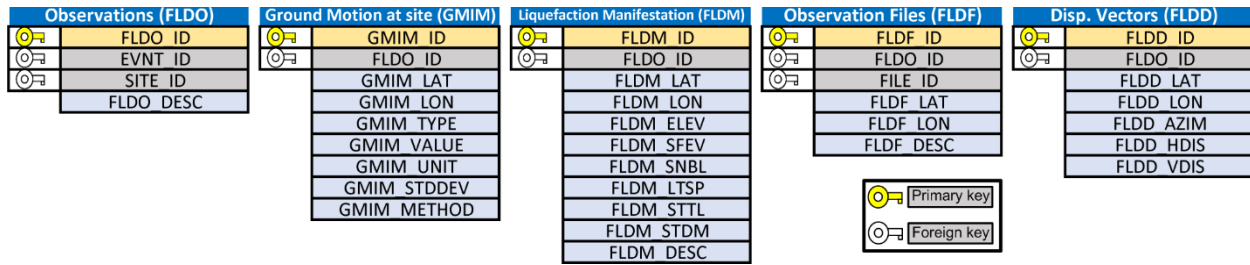 Observations (FLDO)
FLDO_ID
EVNT_ID
SITE_ID
FLDO_DESC
Ground Motion at site (GMIM)
GMIM_ID
FLDO_ID
GMIM_LAT
GMIM_LON
GMIM_TYPE
GMIM_VALUE
GMIM_UNIT
GMIM_STDDEV
GMIM_METHOD
Liquefaction Manifestation (FLDM)
FLDM_ID
FLDO_ID
FLDM_LAT
FLDM_LON
FLDM_ELEV
FLDM_SFEV
FLDM_SNBL
FLDM_LTSP
FLDM_STTL
FLDM_STDM
FLDM_DESC
Observation Files (FLDF)
FLDF_ID
FLDO_ID
FILE_ID
FLDF_LAT
FLDF_LON
FLDF_DESC
Disp. Vectors (FLDD)
FLDD_ID
FLDO_ID
FLDD_LAT
FLDD_LON
FLDD_AZIM
FLDD_HDIS
FLDD_VDIS
Primary key
Foreign key